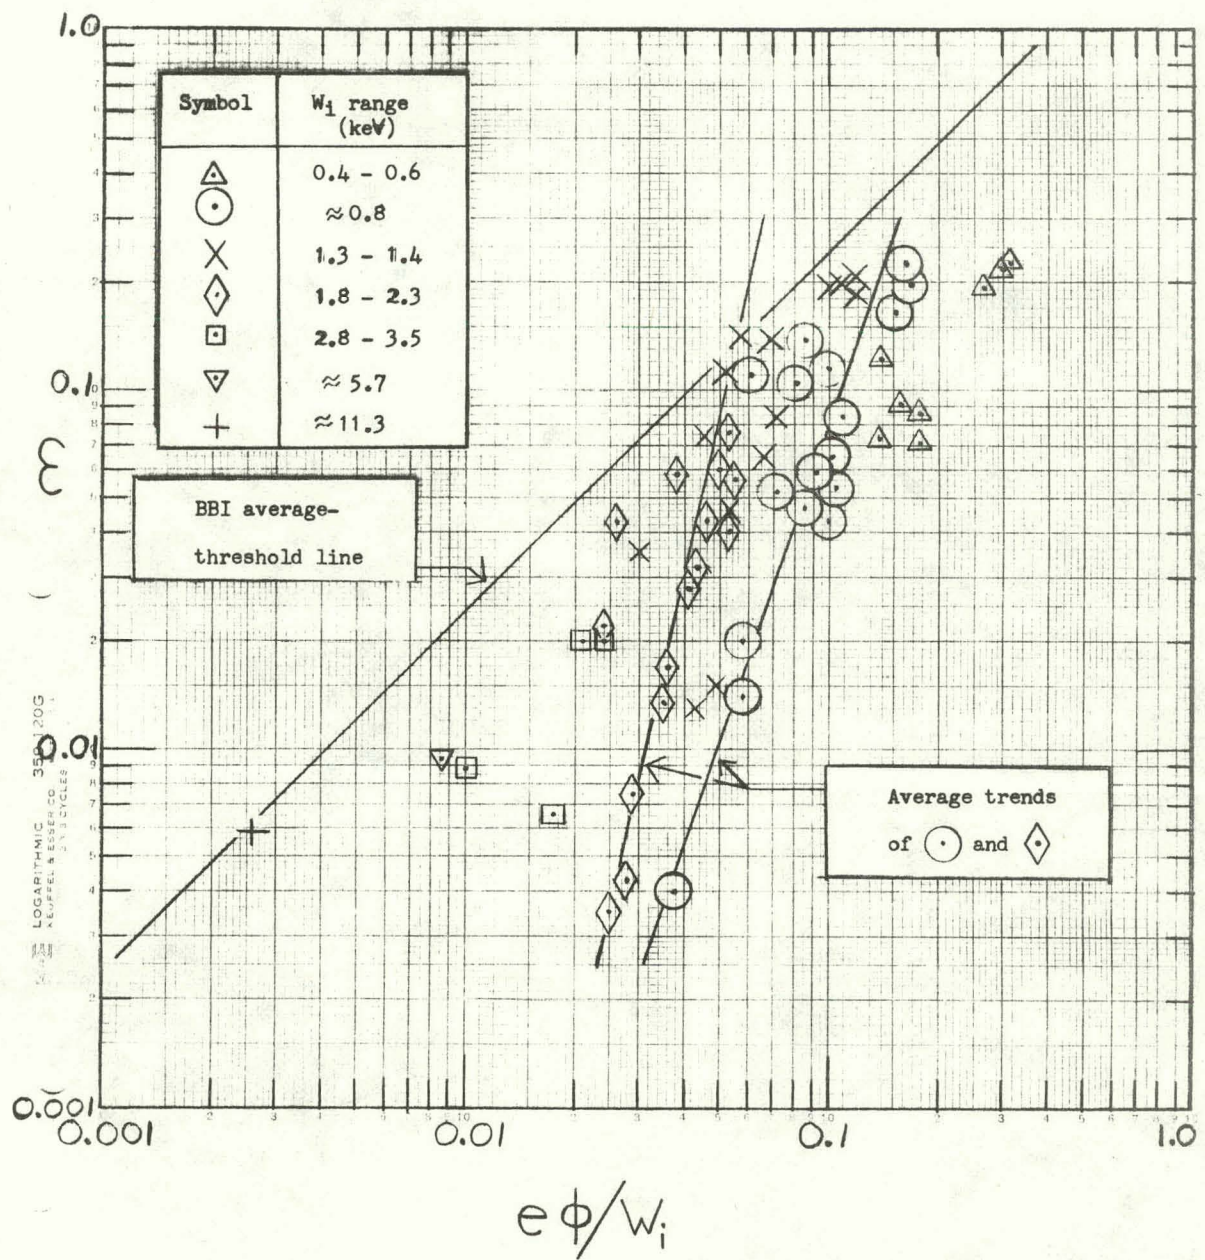 1.0
Symbol
Wi range
(keV)
0.4 - 0.6
≈0.8
1.3 - 1.4
1.8 - 2.3
2.8 - 3.5
≈5.7
≈11.3
0.1
ε
BBI average-
threshold line
0.01
LOGARITHMIC
KEUFFEL & ESSER CO.
Average trends
of ⊙ and
0.001
0.001
0.01
0.1
1.0
eϕ/Wi